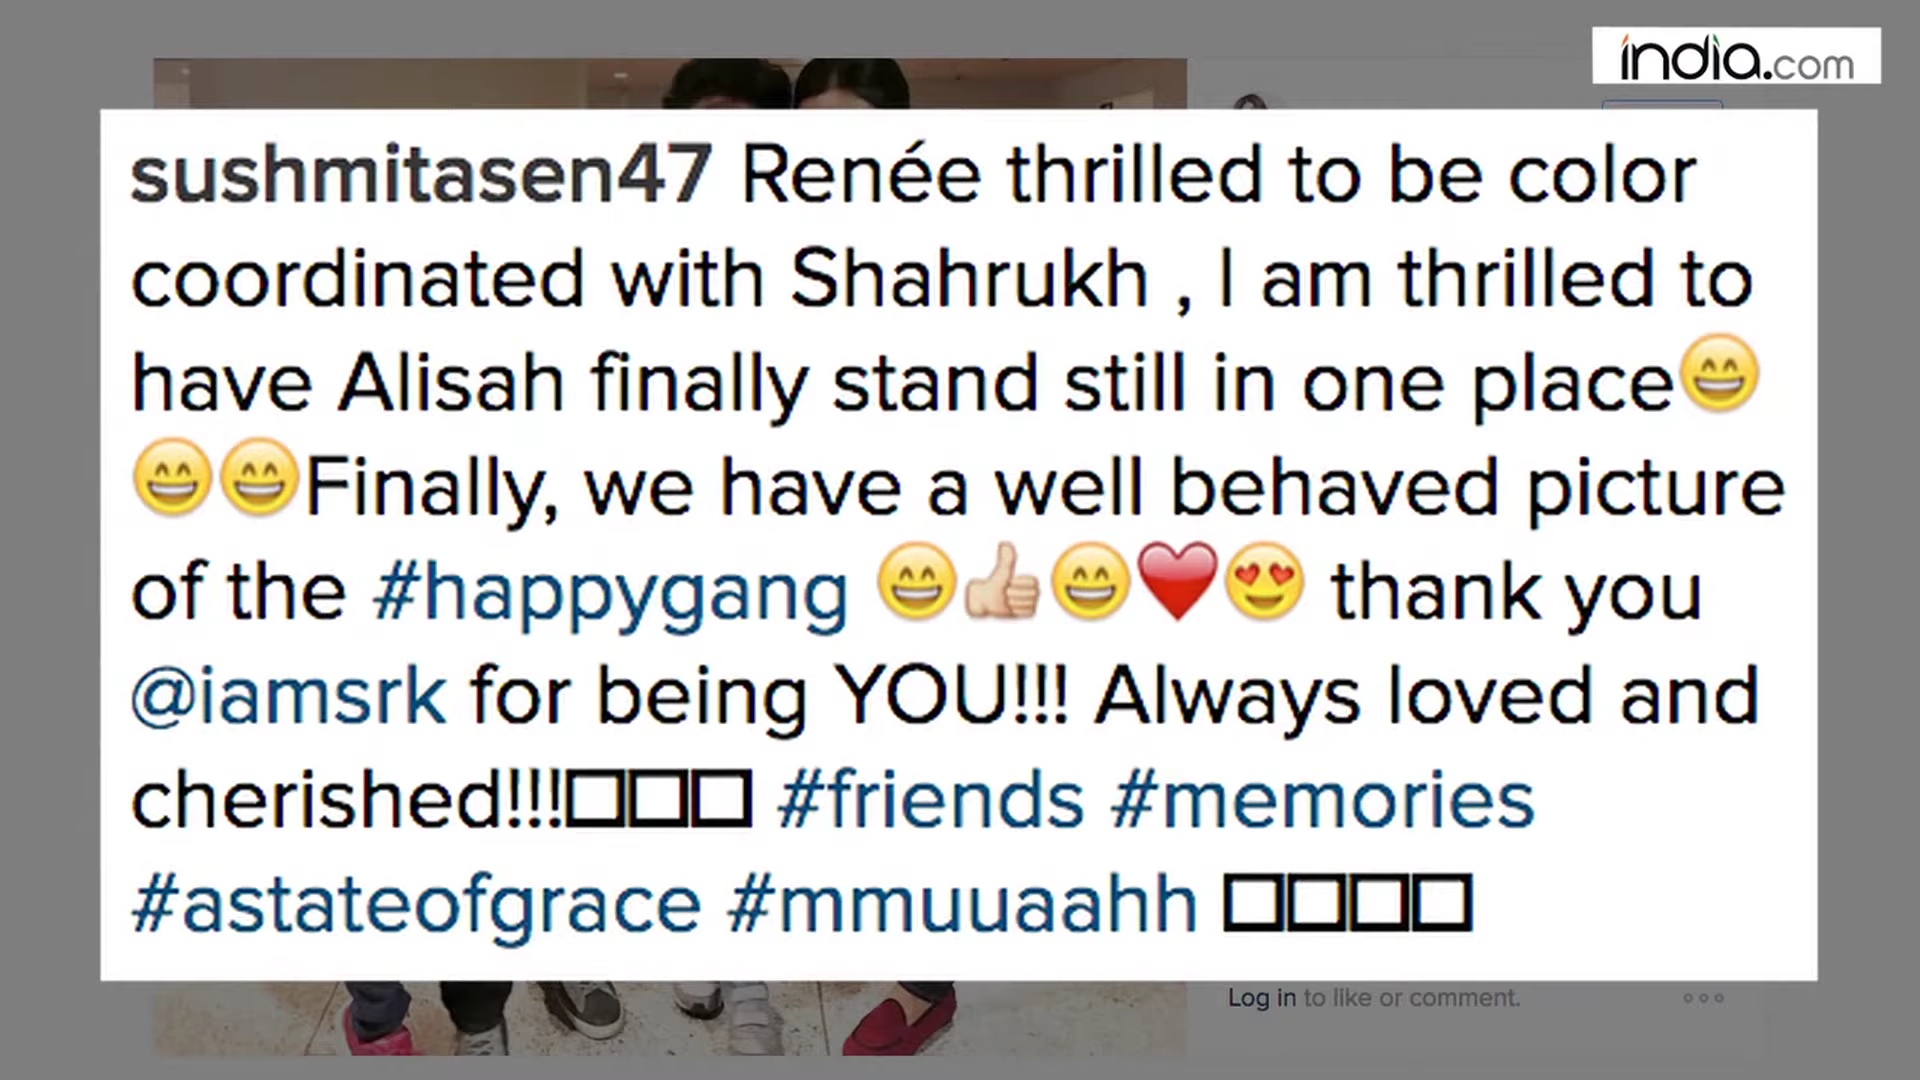 india.com
sushmitasen47 Renée thrilled to be color
coordinated with Shahrukh , I am thrilled to
have Alisah finally stand still in one place😄
😄😄Finally, we have a well behaved picture
of the #happygang 😄👍🏼😄❤️😍 thank you
@iamsrk for being YOU!!! Always loved and
cherished!!!□□□ #friends #memories
#astateofgrace #mmuuaahh □□□□
Log in to like or comment.